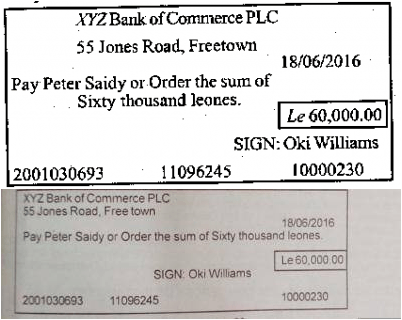 XYZ Bank of Commerce PLC
55 Jones Road, Freetown
18/06/2016
Pay Peter Saidy or Order the sum of
Sixty thousand leones.
Le 60,000.00
SIGN: Oki Williams
2001030693 11096245 10000230
XYZ Bank of Commerce PLC
55 Jones Road, Free town
18/06/2016
Pay Peter Saidy or Order the sum of Sixty thousand leones.
Le 60,000 00
SIGN: Oki Williams
2001030693 11096245 10000230